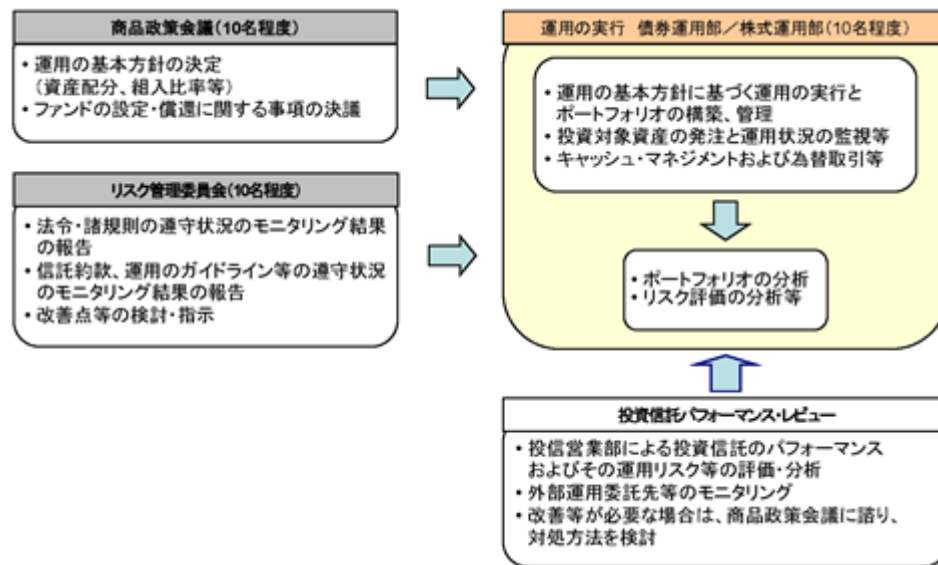 商品政策会議(10名程度)
• 運用の基本方針の決定
(資産配分、組入比率等)
• ファンドの設定・償還に関する事項の決議
リスク管理委員会(10名程度)
• 法令・諸規則の遵守状況のモニタリング結果
の報告
• 信託約款、運用のガイドライン等の遵守状況
のモニタリング結果の報告
• 改善点等の検討・指示
運用の実行 債券運用部/株式運用部(10名程度)
• 運用の基本方針に基づく運用の実行と
ポートフォリオの構築、管理
• 投資対象資産の発注と運用状況の監視等
• キャッシュ・マネジメントおよび為替取引等
• ポートフォリオの分析
• リスク評価の分析等
投資信託パフォーマンス・レビュー
• 投信営業部による投資信託のパフォーマンス
およびその運用リスク等の評価・分析
• 外部運用委託先等のモニタリング
• 改善等が必要な場合は、商品政策会議に諮り、
対処方法を検討